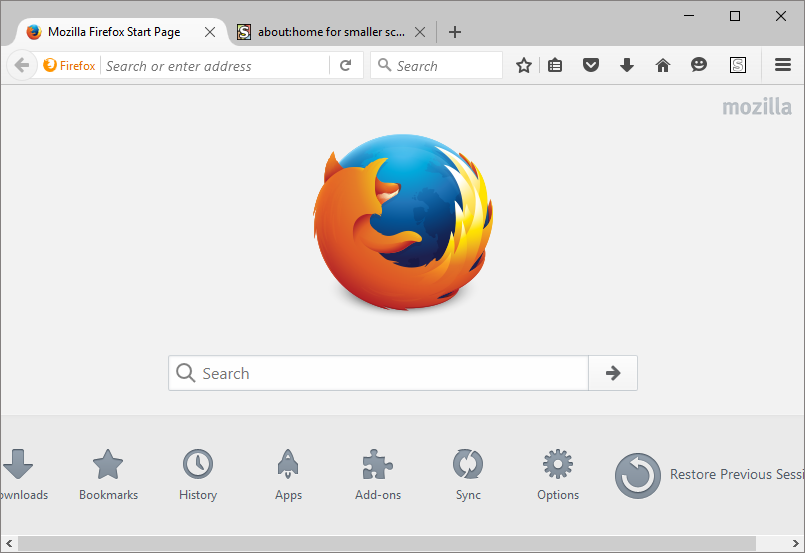 Mozilla Firefox Start Page
about:home for smaller sc...
Firefox
Search or enter address
Search
mozilla
Search
ownloads
Bookmarks
History
Apps
Add-ons
Sync
Options
Restore Previous Sessi